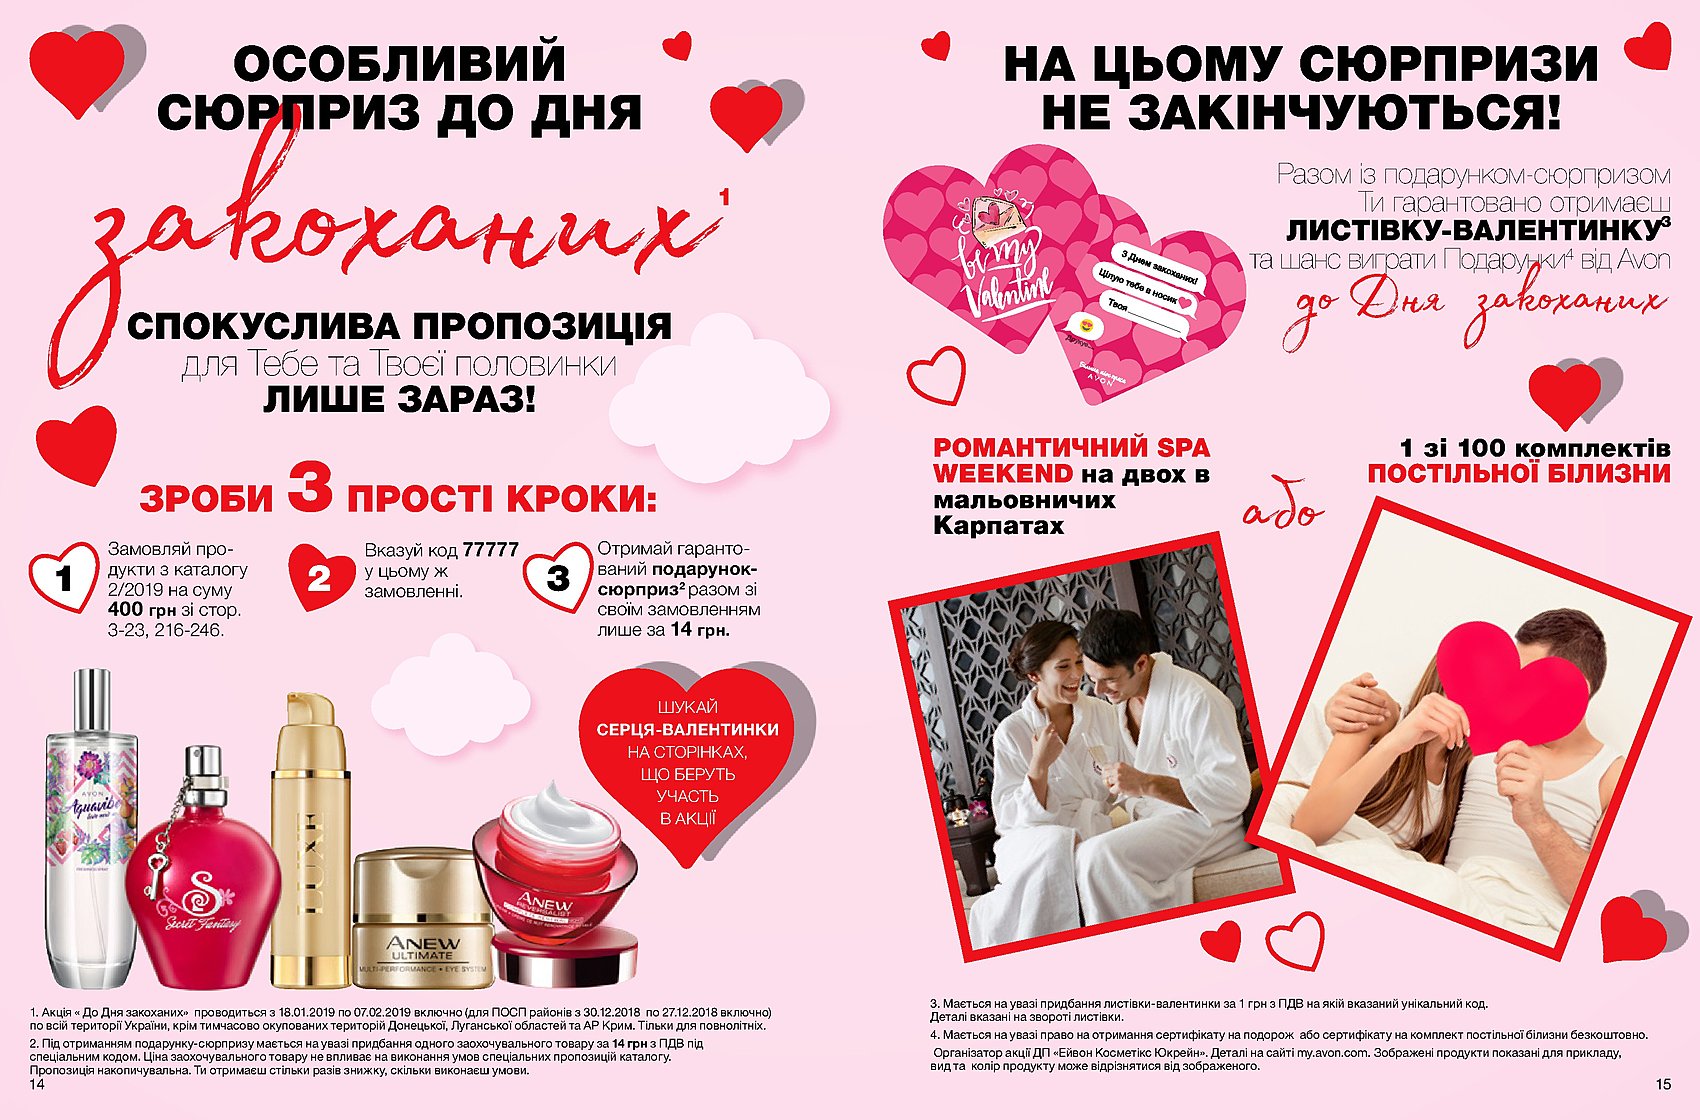 ОСОБЛИВИЙ
СЮРПРИЗ ДО ДНЯ
закоханих¹
СПОКУСЛИВА ПРОПОЗИЦІЯ
для Тебе та Твоєї половинки
ЛИШЕ ЗАРАЗ!
ЗРОБИ 3 ПРОСТІ КРОКИ:
1
Замовляй про-
дукти з каталогу
2/2019 на суму
400 грн зі стор.
3-23, 216-246.
2
Вказуй код 77777
у цьому ж
замовленні.
3
Отримай гаранто-
ваний подарунок-
сюрприз² разом зі
своїм замовленням
лише за 14 грн.
ШУКАЙ
СЕРЦЯ-ВАЛЕНТИНКИ
НА СТОРІНКАХ,
ЩО БЕРУТЬ
УЧАСТЬ
В АКЦІЇ
AVON
Aquavibe
Secret Fantasy
LUXE
ANEW
ULTIMATE
MULTI-PERFORMANCE • EYE SYSTEM
ANEW
REVERSALIST
1. Акція « До Дня закоханих»  проводиться з 18.01.2019 по 07.02.2019 включно (для ПОСП районів з 30.12.2018  по 27.12.2018 включно)
по всій території України, крім тимчасово окупованих територій Донецької, Луганської областей та АР Крим. Тільки для повнолітніх.
2. Під отриманням подарунку-сюрпризу мається на увазі придбання одного заохочувального товару за 14 грн з ПДВ під
спеціальним кодом. Ціна заохочувального товару не впливає на виконання умов спеціальних пропозицій каталогу.
Пропозиція накопичувальна. Ти отримаєш стільки разів знижку, скільки виконаєш умови.
14
НА ЦЬОМУ СЮРПРИЗИ
НЕ ЗАКІНЧУЮТЬСЯ!
Разом із подарунком-сюрпризом
Ти гарантовано отримаєш
ЛИСТІВКУ-ВАЛЕНТИНКУ³
та шанс виграти Подарунки⁴ від Avon
до Дня закоханих
be my
Valentine
З Днем закоханих!
Цілую тебе в носик
Твоя
Друкує...
AVON
РОМАНТИЧНИЙ SPA
WEEKEND на двох в
мальовничих
Карпатах
або
1 зі 100 комплектів
ПОСТІЛЬНОЇ БІЛИЗНИ
3. Мається на увазі придбання листівки-валентинки за 1 грн з ПДВ на якій вказаний унікальний код.
Деталі вказані на звороті листівки.
4. Мається на увазі право на отримання сертифікату на подорож  або сертифікату на комплект постільної білизни безкоштовно.
Організатор акції ДП «Ейвон Косметікс Юкрейн». Деталі на сайті my.avon.com. Зображені продукти показані для прикладу,
вид та  колір продукту може відрізнятися від зображеного.
15